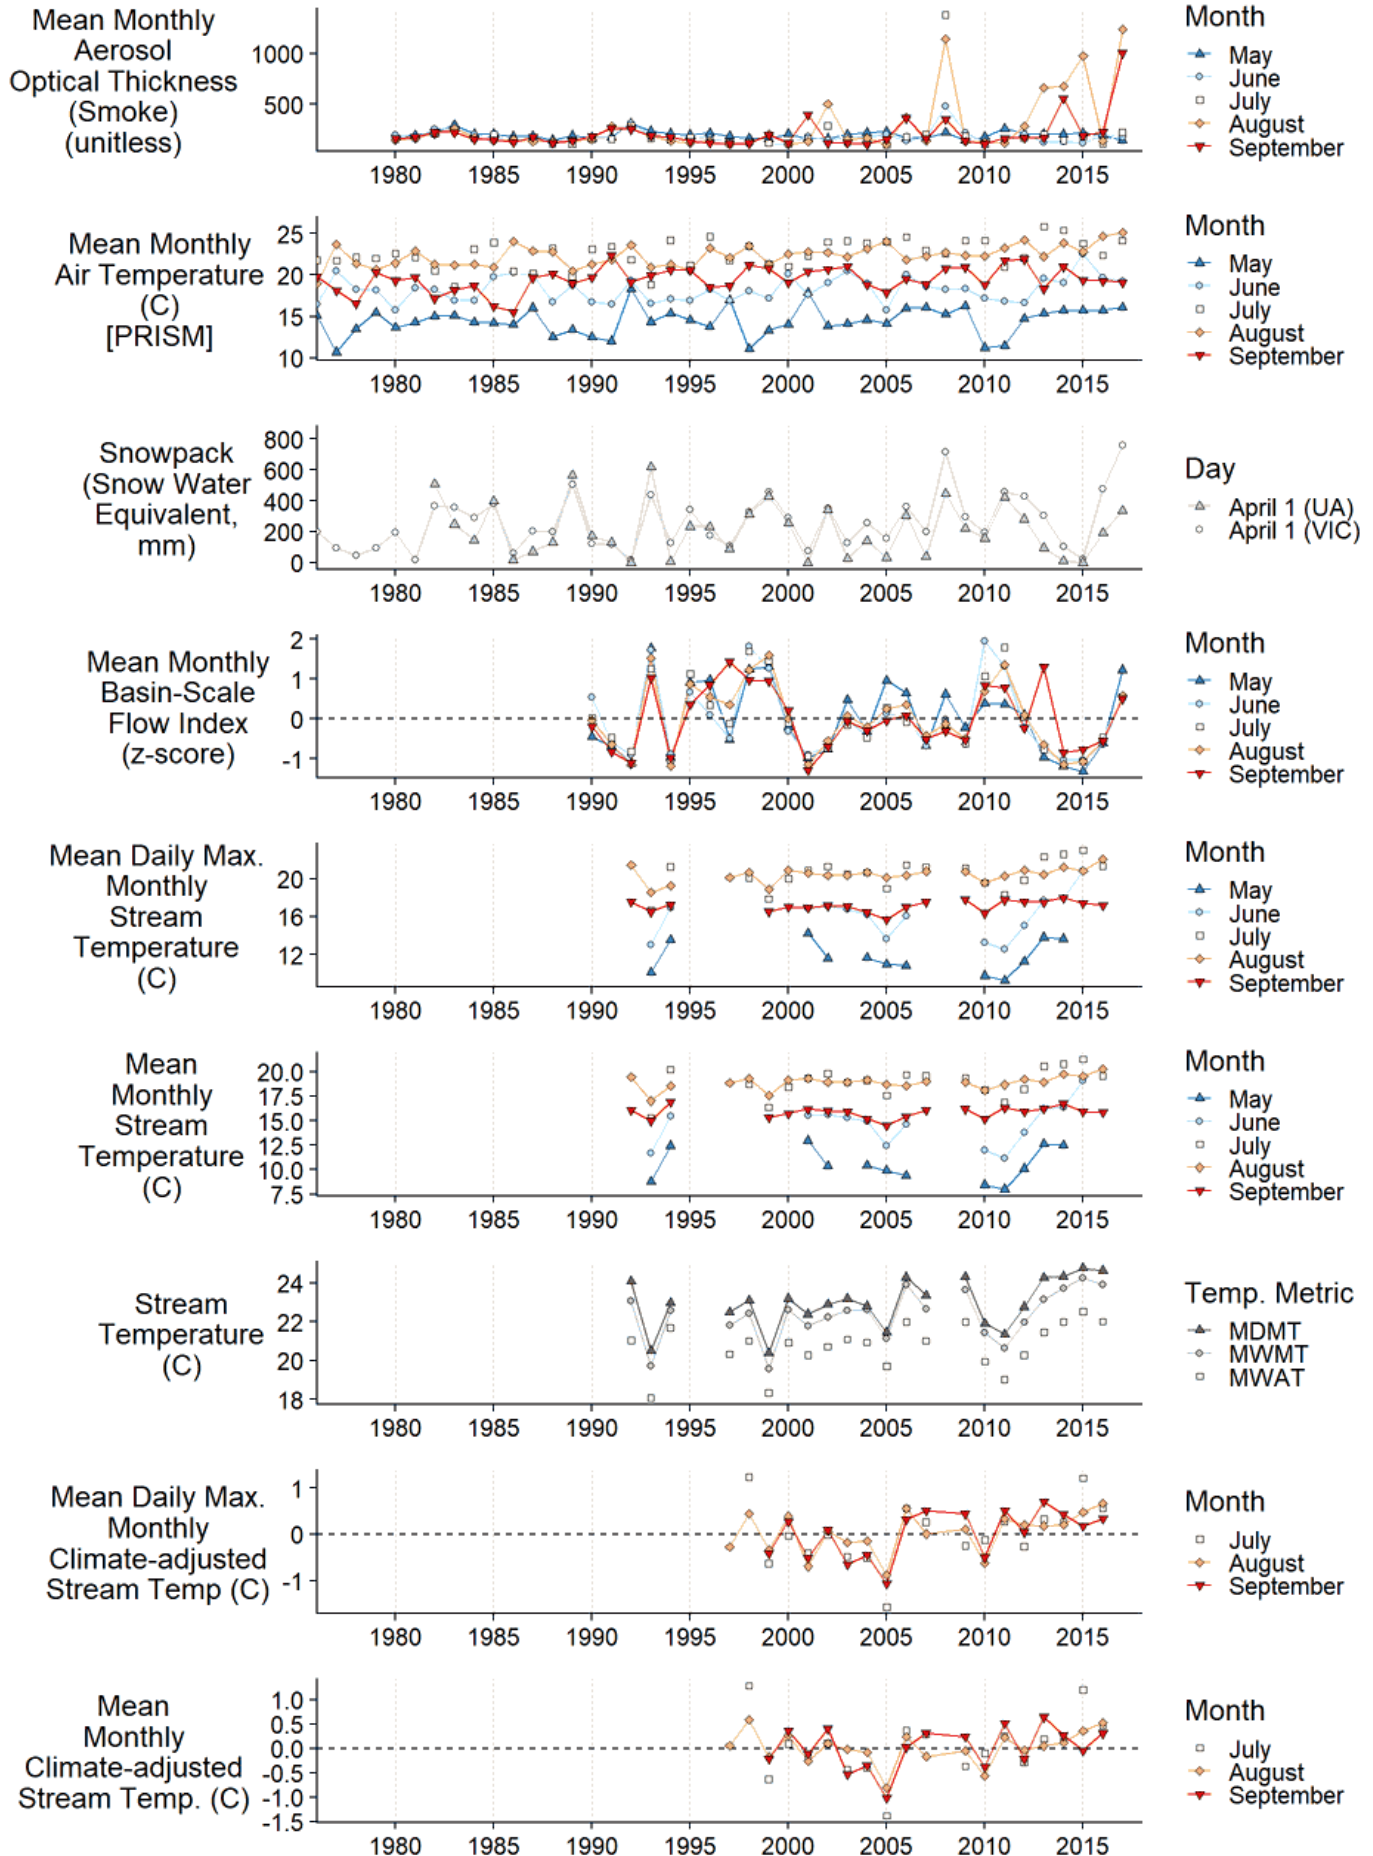 Mean Monthly
Aerosol
Optical Thickness
(Smoke)
(unitless)
1000
500
1980 1985 1990 1995 2000 2005 2010 2015
Month
May
June
July
August
September
Mean Monthly
Air Temperature
(C)
[PRISM]
25
20
15
10
1980 1985 1990 1995 2000 2005 2010 2015
Month
May
June
July
August
September
Snowpack
(Snow Water
Equivalent,
mm)
800
600
400
200
0
1980 1985 1990 1995 2000 2005 2010 2015
Day
April 1 (UA)
April 1 (VIC)
Mean Monthly
Basin-Scale
Flow Index
(z-score)
2
1
0
-1
1980 1985 1990 1995 2000 2005 2010 2015
Month
May
June
July
August
September
Mean Daily Max.
Monthly
Stream
Temperature
(C)
20
16
12
1980 1985 1990 1995 2000 2005 2010 2015
Month
May
June
July
August
September
Mean
Monthly
Stream
Temperature
(C)
20.0
17.5
15.0
12.5
10.0
7.5
1980 1985 1990 1995 2000 2005 2010 2015
Month
May
June
July
August
September
Stream
Temperature
(C)
24
22
20
18
1980 1985 1990 1995 2000 2005 2010 2015
Temp. Metric
MDMT
MWMT
MWAT
Mean Daily Max.
Monthly
Climate-adjusted
Stream Temp (C)
1
0
-1
1980 1985 1990 1995 2000 2005 2010 2015
Month
July
August
September
Mean
Monthly
Climate-adjusted
Stream Temp. (C)
1.0
0.5
0.0
-0.5
-1.0
-1.5
1980 1985 1990 1995 2000 2005 2010 2015
Month
July
August
September